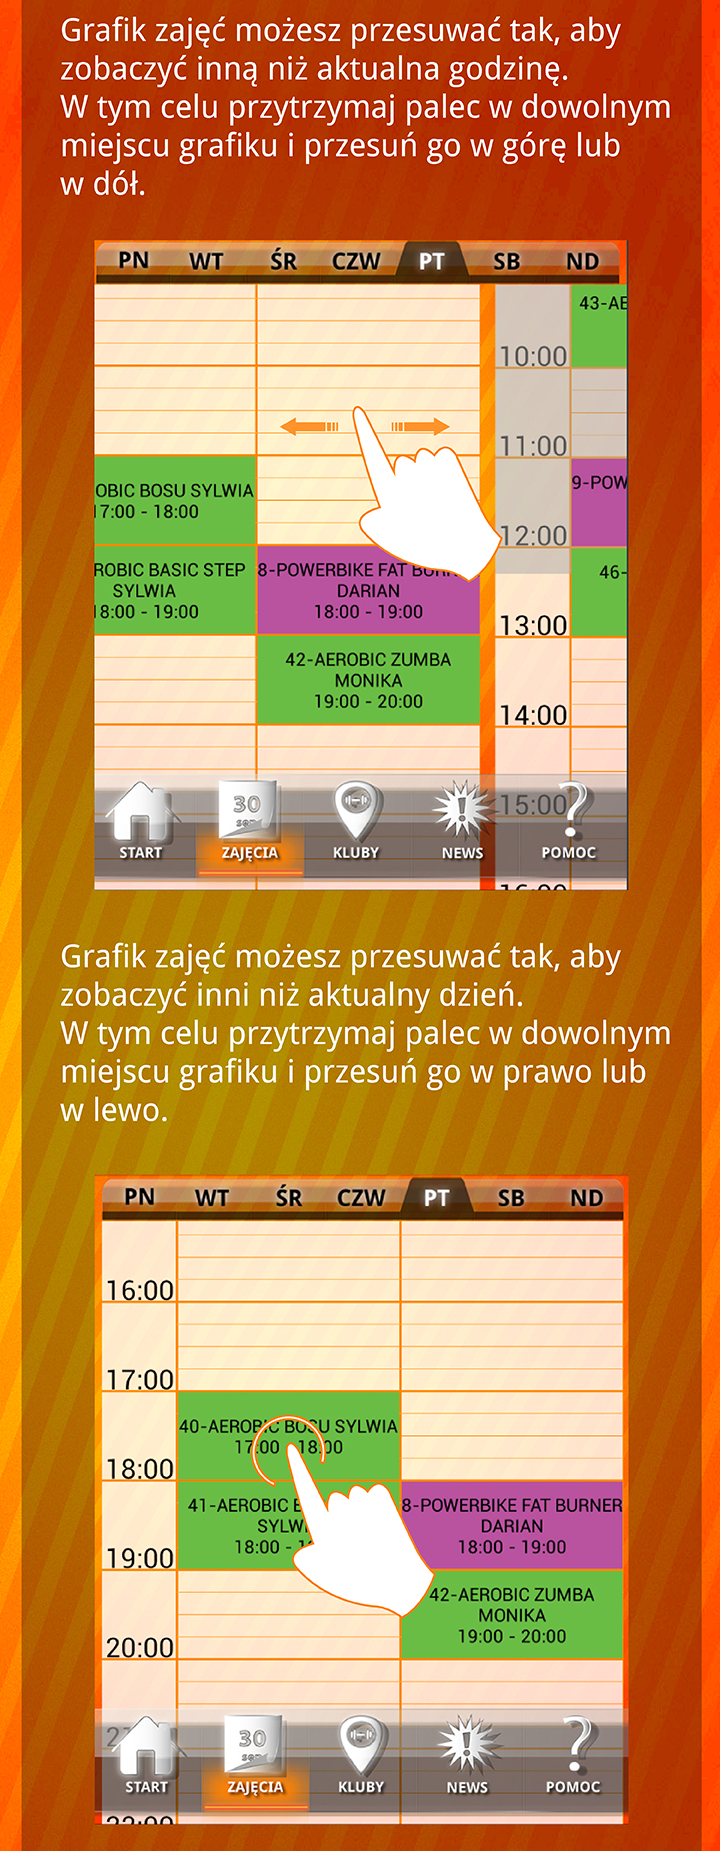 Grafik zajęć możesz przesuwać tak, aby
zobaczyć inną niż aktualna godzinę.
W tym celu przytrzymaj palec w dowolnym
miejscu grafiku i przesuń go w górę lub
w dół.
PN WT ŚR CZW PT SB ND
43-AE
10:00
11:00
OBIC BOSU SYLWIA
17:00 - 18:00
9-POW
12:00
ROBIC BASIC STEP
SYLWIA
18:00 - 19:00
8-POWERBIKE FAT BURN
DARIAN
18:00 - 19:00
46-
13:00
42-AEROBIC ZUMBA
MONIKA
19:00 - 20:00
14:00
15:00
30
START ZAJĘCIA KLUBY NEWS POMOC
16:00
Grafik zajęć możesz przesuwać tak, aby
zobaczyć inni niż aktualny dzień.
W tym celu przytrzymaj palec w dowolnym
miejscu grafiku i przesuń go w prawo lub
w lewo.
PN WT ŚR CZW PT SB ND
16:00
17:00
40-AEROBIC BOSU SYLWIA
17:00 - 18:00
18:00
41-AEROBIC B
SYLWI
18:00 - 1
8-POWERBIKE FAT BURNER
DARIAN
18:00 - 19:00
19:00
42-AEROBIC ZUMBA
MONIKA
19:00 - 20:00
20:00
30
START ZAJĘCIA KLUBY NEWS POMOC
22:00